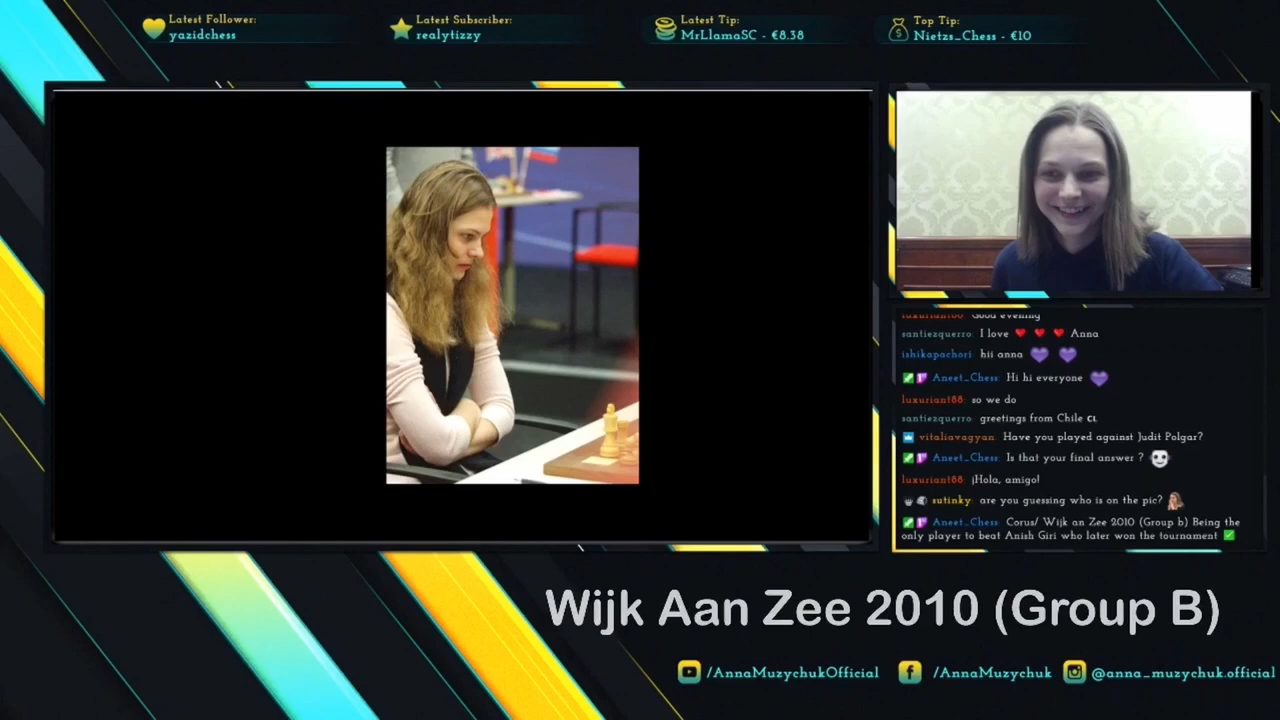 Latest Follower:
yazidchess
Latest Subscriber:
realytizzy
Latest Tip:
MrLlamaSC - €8.38
Top Tip:
Nietzs_Chess - €10
luxuriant88: Good evening
santiezquerro: I love ❤ ❤ ❤ Anna
ishikapachori: hii anna 💜 💜
Aneet_Chess: Hi hi everyone 💜
luxuriant88: so we do
santiezquerro: greetings from Chile 🇨🇱
vitaliavagyan: Have you played against Judit Polgar?
Aneet_Chess: Is that your final answer ?
luxuriant88: ¡Hola, amigo!
sutinky: are you guessing who is on the pic?
Aneet_Chess: Corus/ Wijk an Zee 2010 (Group b) Being the
only player to beat Anish Giri who later won the tournament ✅
Wijk Aan Zee 2010 (Group B)
/AnnaMuzychukOfficial
/AnnaMuzychuk
@anna_muzychuk.official